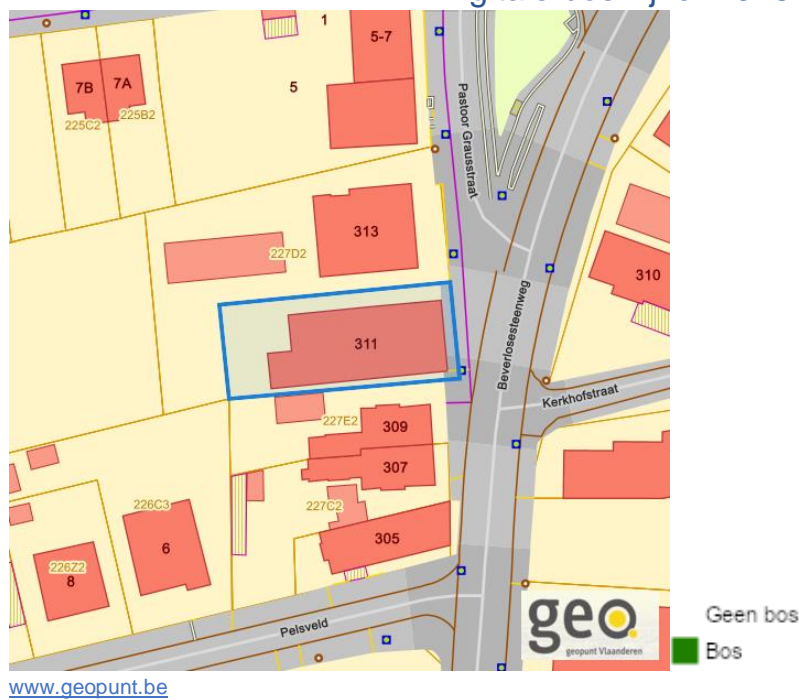 1
5-7
7B
7A
5
225C2
225B2
Pastoor Grausstraat
313
227D2
310
311
Beverlosesteenweg
Kerkhofstraat
227E2
309
307
226C3
227C2
305
6
226Z2
8
Pelsveld
geo.
geopunt Vlaanderen
Geen bos
Bos
www.geopunt.be